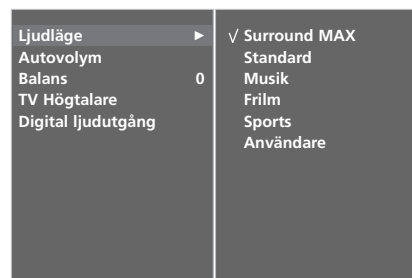 Ljudläge ►
Autovolym
Balans 0
TV Högtalare
Digital ljudutgång
√ Surround MAX
Standard
Musik
Frilm
Sports
Användare